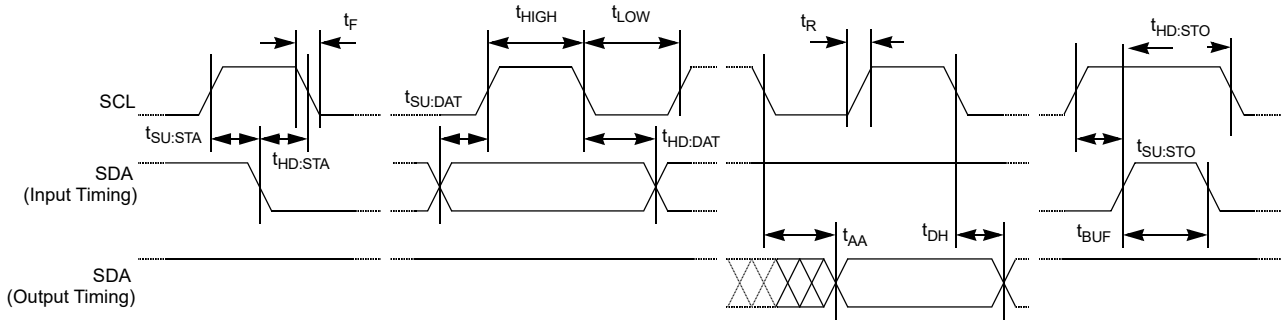 tF
tHIGH
tLOW
tR
tHD:STO
SCL
tSU:DAT
tSU:STA
tHD:STA
tHD:DAT
tSU:STO
SDA
(Input Timing)
tAA
tDH
tBUF
SDA
(Output Timing)